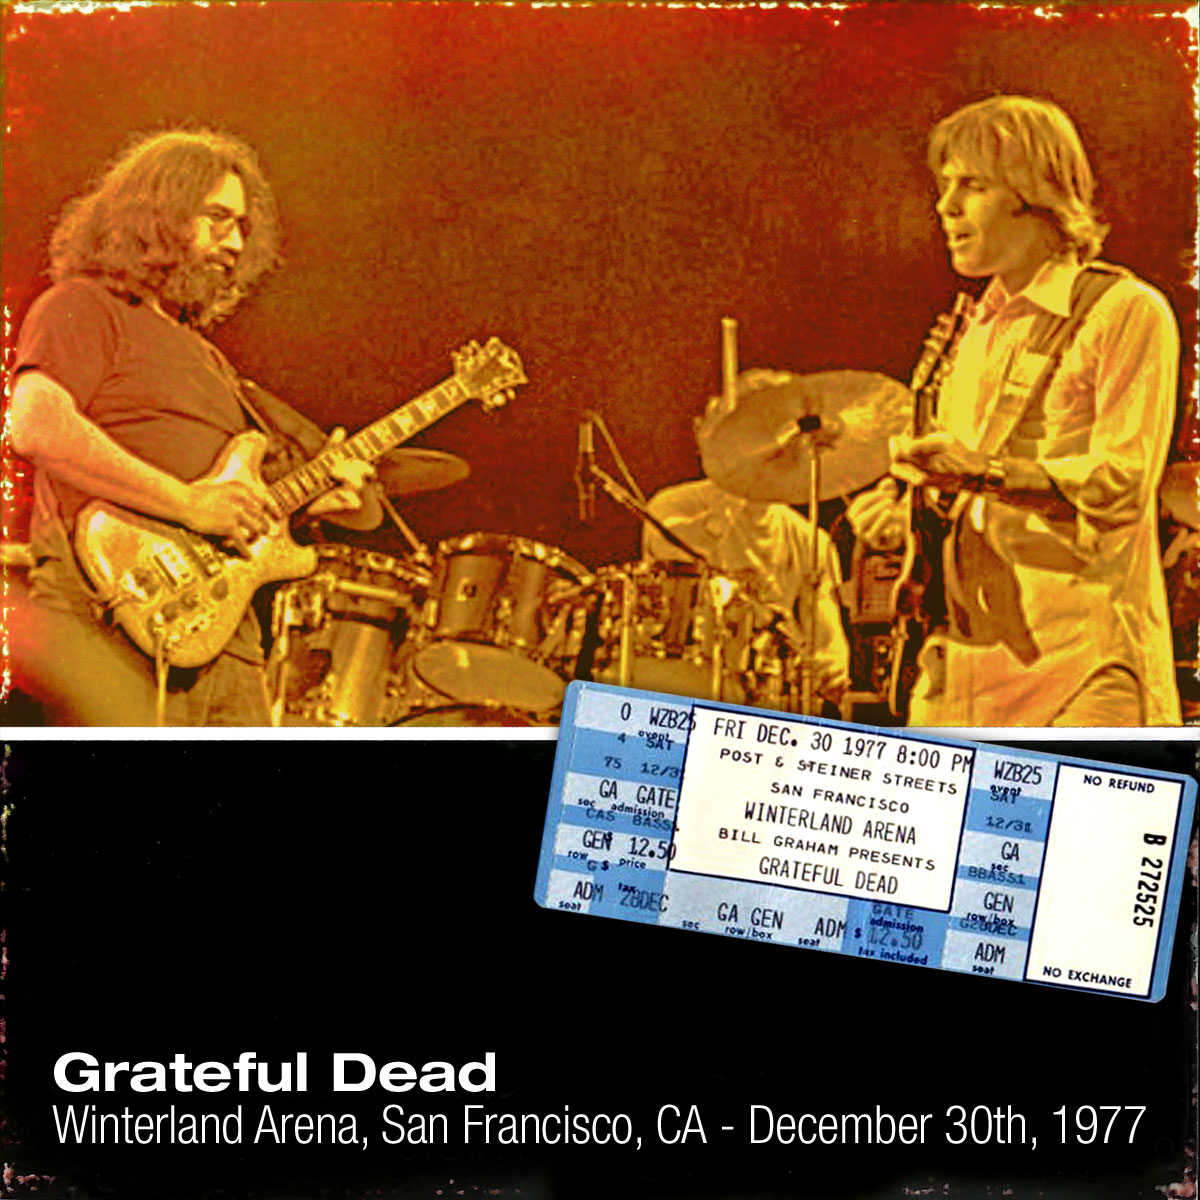 0 WZB25
event
4 SAT
75 12/3
GA GATE
sec admission
CAS BASS
GEN $ 12.50
row price
G $
tax
ADM 28DEC
seat
FRI DEC. 30 1977 8:00 PM
POST & STEINER STREETS
SAN FRANCISCO
WINTERLAND ARENA
BILL GRAHAM PRESENTS
GRATEFUL DEAD
GA GEN ADM
sec row/box seat
GATE
admission
$ 12.50
tax included
WZB25
event
SAT
12/31
GA
sec
BBASS1
GEN
row/box
G28DEC
ADM
seat
NO REFUND
B 272525
NO EXCHANGE
Grateful Dead
Winterland Arena, San Francisco, CA - December 30th, 1977